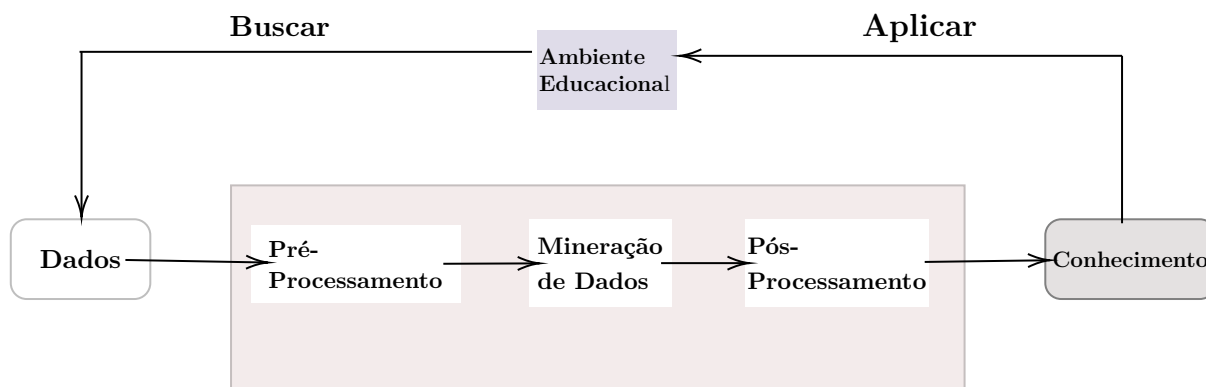 Buscar
Aplicar
Ambiente
Educacional
Dados
Pré-
Processamento
Mineração
de Dados
Pós-
Processamento
Conhecimento